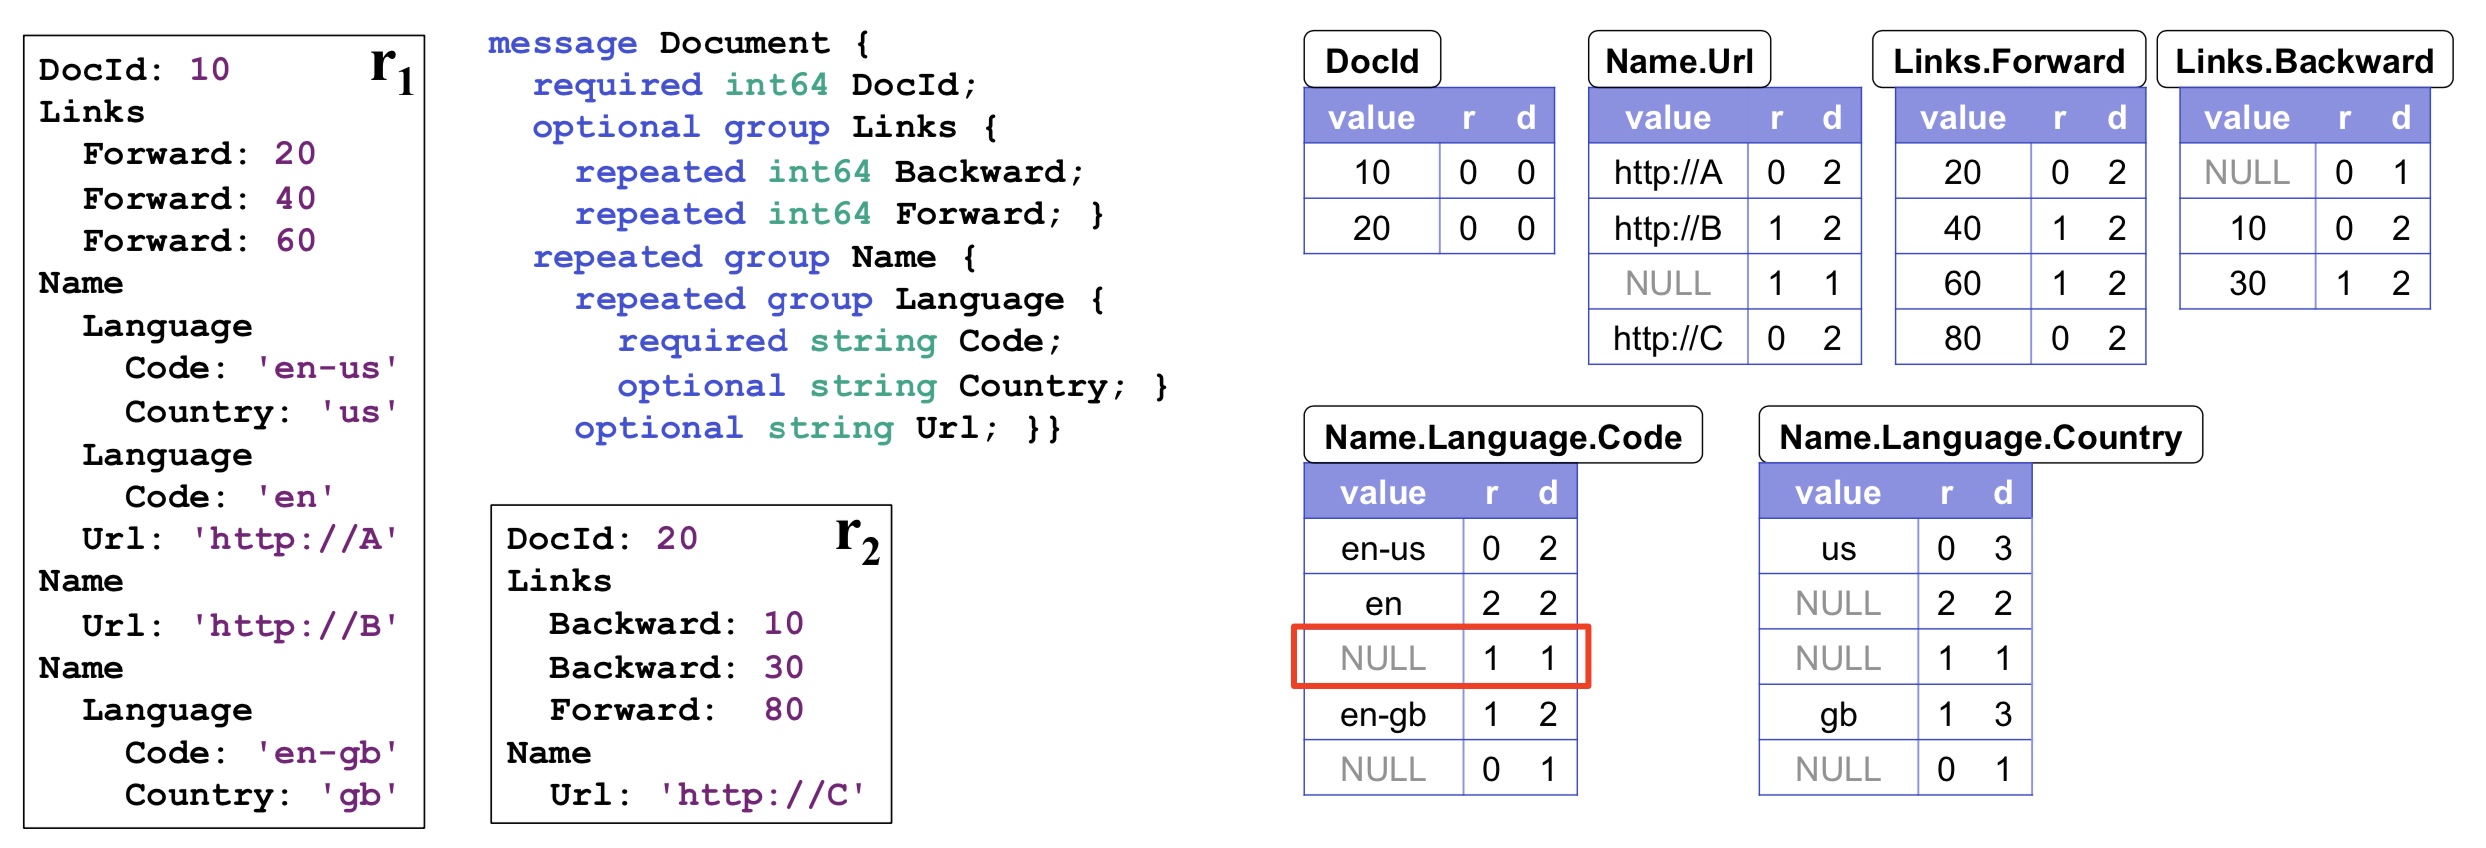 DocId: 10
r1
Links
Forward: 20
Forward: 40
Forward: 60
Name
Language
Code: 'en-us'
Country: 'us'
Language
Code: 'en'
Url: 'http://A'
Name
Url: 'http://B'
Name
Language
Code: 'en-gb'
Country: 'gb'
message Document {
required int64 DocId;
optional group Links {
repeated int64 Backward;
repeated int64 Forward; }
repeated group Name {
repeated group Language {
required string Code;
optional string Country; }
optional string Url; }}
DocId: 20
r2
Links
Backward: 10
Backward: 30
Forward: 80
Name
Url: 'http://C'
DocId
value r d
10 0 0
20 0 0
Name.Url
value r d
http://A 0 2
http://B 1 2
NULL 1 1
http://C 0 2
Links.Forward
value r d
20 0 2
40 1 2
60 1 2
80 0 2
Links.Backward
value r d
NULL 0 1
10 0 2
30 1 2
Name.Language.Code
value r d
en-us 0 2
en 2 2
NULL 1 1
en-gb 1 2
NULL 0 1
Name.Language.Country
value r d
us 0 3
NULL 2 2
NULL 1 1
gb 1 3
NULL 0 1